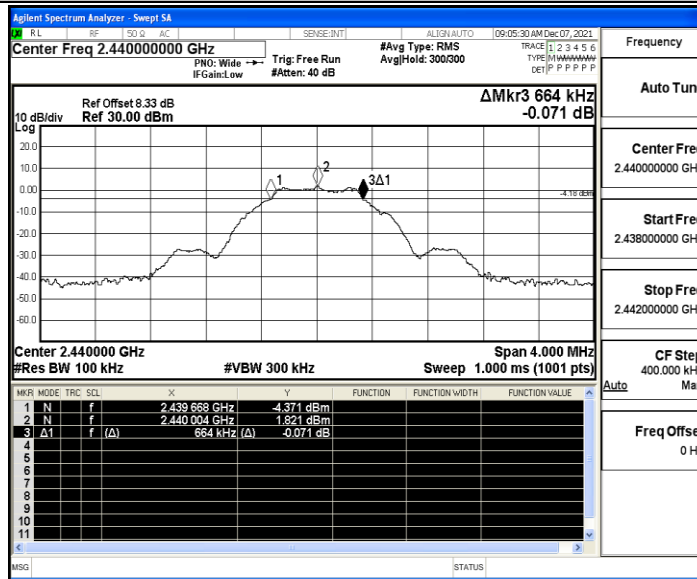 Agilent Spectrum Analyzer - Swept SA
RL RF 50 Ω AC SENSE:INT ALIGN AUTO 09:05:30 AM Dec 07, 2021
Center Freq 2.440000000 GHz
#Avg Type: RMS
TRACE 1 2 3 4 5 6
PNO: Wide Trig: Free Run
Avg|Hold: 300/300
TYPE M
IFGain:Low #Atten: 40 dB
DET P P P P P P
ΔMkr3 664 kHz
Ref Offset 8.33 dB
10 dB/div Ref 30.00 dBm
-0.071 dB
Log
20.0
10.0
0.00
-10.0
-20.0
-30.0
-40.0
-50.0
-60.0
1
2
3Δ1
-4.18 dBm
Center 2.440000 GHz
Span 4.000 MHz
#Res BW 100 kHz #VBW 300 kHz Sweep 1.000 ms (1001 pts)
MKR MODE TRC SCL X Y FUNCTION FUNCTION WIDTH FUNCTION VALUE
1 N f 2.439 668 GHz -4.371 dBm
2 N f 2.440 004 GHz 1.821 dBm
3 Δ1 f (Δ) 664 kHz (Δ) -0.071 dB
4
5
6
7
8
9
10
11
MSG STATUS
Frequency
Auto Tun
Center Fre
2.440000000 GH
Start Fre
2.438000000 GH
Stop Fre
2.442000000 GH
CF Step
400.000 kH
Auto Ma
Freq Offse
0 H